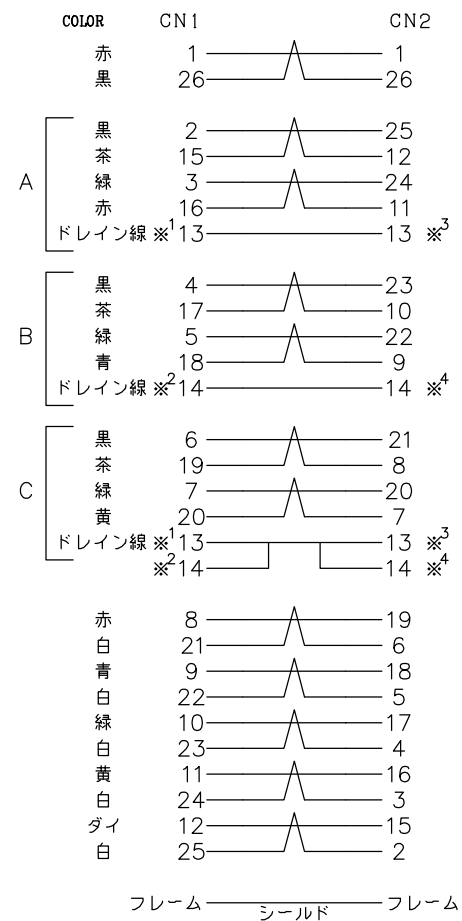 COLOR CN1 CN2
赤 1 1
黒 26 26
黒 2 25
茶 15 12
A 緑 3 24
赤 16 11
ドレイン線 ※1 13 13 ※3
黒 4 23
茶 17 10
B 緑 5 22
青 18 9
ドレイン線 ※2 14 14 ※4
黒 6 21
茶 19 8
C 緑 7 20
黄 20 7
ドレイン線 ※1 13 13 ※3
※2 14 14 ※4
赤 8 19
白 21 6
青 9 18
白 22 5
緑 10 17
白 23 4
黄 11 16
白 24 3
ダイ 12 15
白 25 2
フレーム シールド フレーム